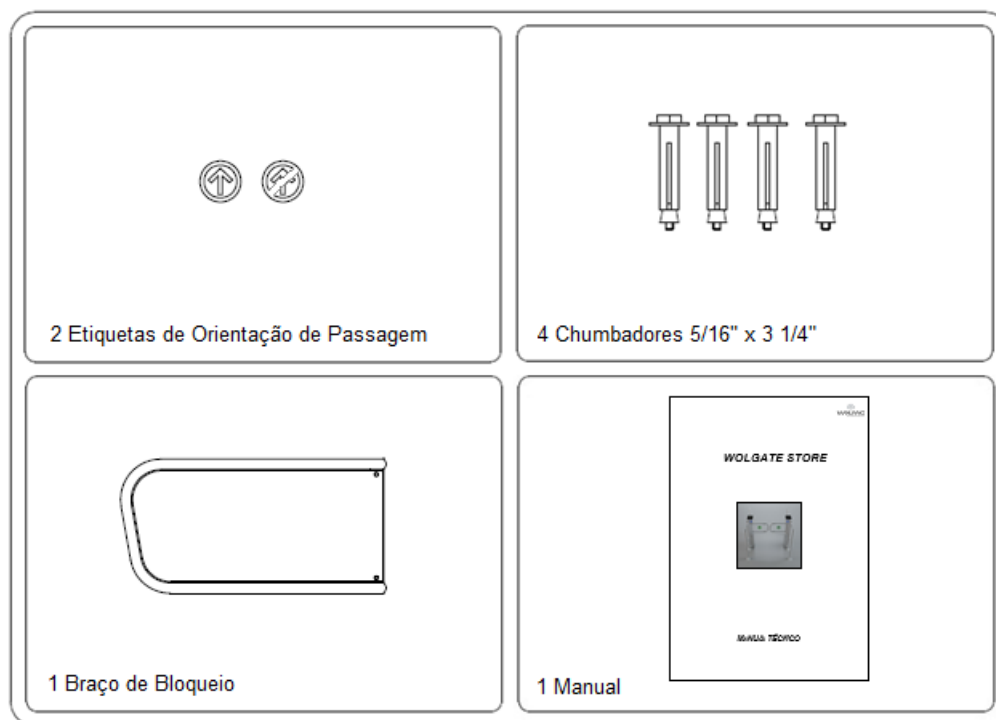 2 Etiquetas de Orientação de Passagem
4 Chumbadores 5/16" x 3 1/4"
WOLGATE STORE
MANUAL TÉCNICO
1 Braço de Bloqueio
1 Manual